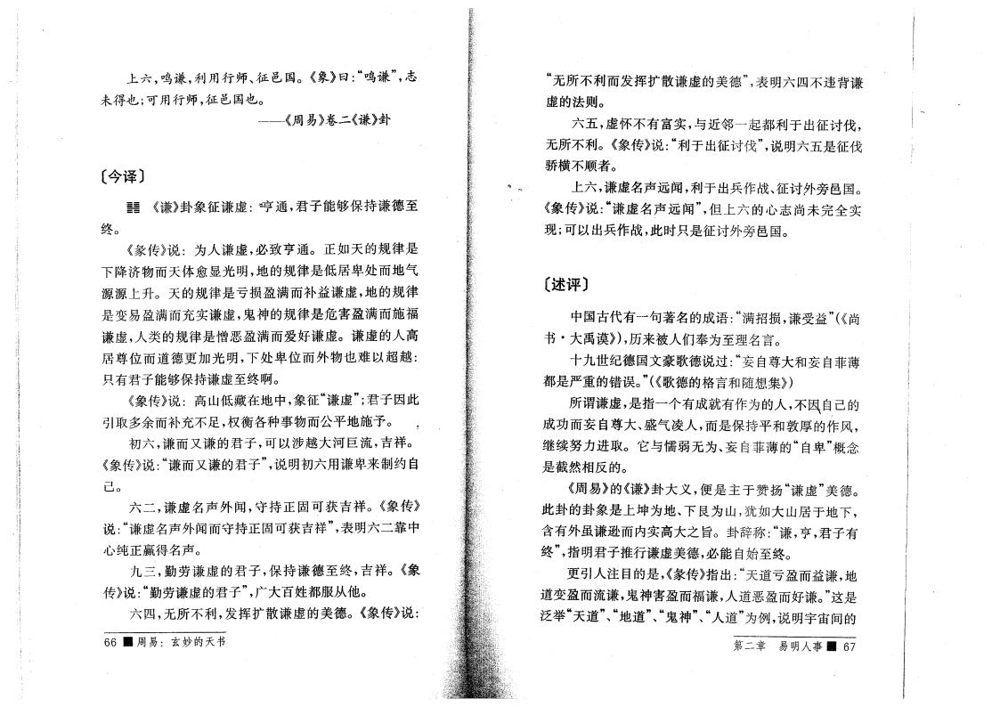 上六，鸣谦，利用行师、征邑国。《象》曰：“鸣谦”，志
未得也；可用行师，征邑国也。
——《周易》卷二《谦》卦
〔今译〕
䷎ 《谦》卦象征谦虚：亨通，君子能够保持谦德至
终。
《彖传》说：为人谦虚，必致亨通。正如天的规律是
下降济物而天体愈显光明，地的规律是低居卑处而地气
源源上升。天的规律是亏损盈满而补益谦虚，地的规律
是变易盈满而充实谦虚，鬼神的规律是危害盈满而施福
谦虚，人类的规律是憎恶盈满而爱好谦虚。谦虚的人高
居尊位而道德更加光明，下处卑位而外物也难以超越：
只有君子能够保持谦虚至终啊。
《象传》说：高山低藏在地中，象征“谦虚”；君子因此
引取多余而补充不足，权衡各种事物而公平地施予。
初六，谦而又谦的君子，可以涉越大河巨流，吉祥。
《象传》说：“谦而又谦的君子”，说明初六用谦卑来制约自
己。
六二，谦虚名声外闻，守持正固可获吉祥。《象传》
说：“谦虚名声外闻而守持正固可获吉祥”，表明六二靠中
心纯正赢得名声。
九三，勤劳谦虚的君子，保持谦德至终，吉祥。《象
传》说：“勤劳谦虚的君子”，广大百姓都服从他。
六四，无所不利，发挥扩散谦虚的美德。《象传》说：
66 ■ 周易：玄妙的天书
“无所不利而发挥扩散谦虚的美德”，表明六四不违背谦
虚的法则。
六五，虚怀不有富实，与近邻一起都利于出征讨伐，
无所不利。《象传》说：“利于出征讨伐”，说明六五是征伐
骄横不顺者。
上六，谦虚名声远闻，利于出兵作战、征讨外旁邑国。
《象传》说：“谦虚名声远闻”，但上六的心志尚未完全实
现；可以出兵作战，此时只是征讨外旁邑国。
〔述评〕
中国古代有一句著名的成语：“满招损，谦受益”（《尚
书·大禹谟》），历来被人们奉为至理名言。
十九世纪德国文豪歌德说过：“妄自尊大和妄自菲薄
都是严重的错误。”（《歌德的格言和随想集》）
所谓谦虚，是指一个有成就有作为的人，不因自己的
成功而妄自尊大、盛气凌人，而是保持平和敦厚的作风，
继续努力进取。它与懦弱无为、妄自菲薄的“自卑”概念
是截然相反的。
《周易》的《谦》卦大义，便是主于赞扬“谦虚”美德。
此卦的卦象是上坤为地、下艮为山，犹如大山居于地下，
含有外虽谦逊而内实高大之旨。卦辞称：“谦，亨，君子有
终”，指明君子推行谦虚美德，必能自始至终。
更引人注目的是，《彖传》指出：“天道亏盈而益谦，地
道变盈而流谦，鬼神害盈而福谦，人道恶盈而好谦。”这是
泛举“天道”、“地道”、“鬼神”、“人道”为例，说明宇宙间的
第二章 易明人事 ■ 67